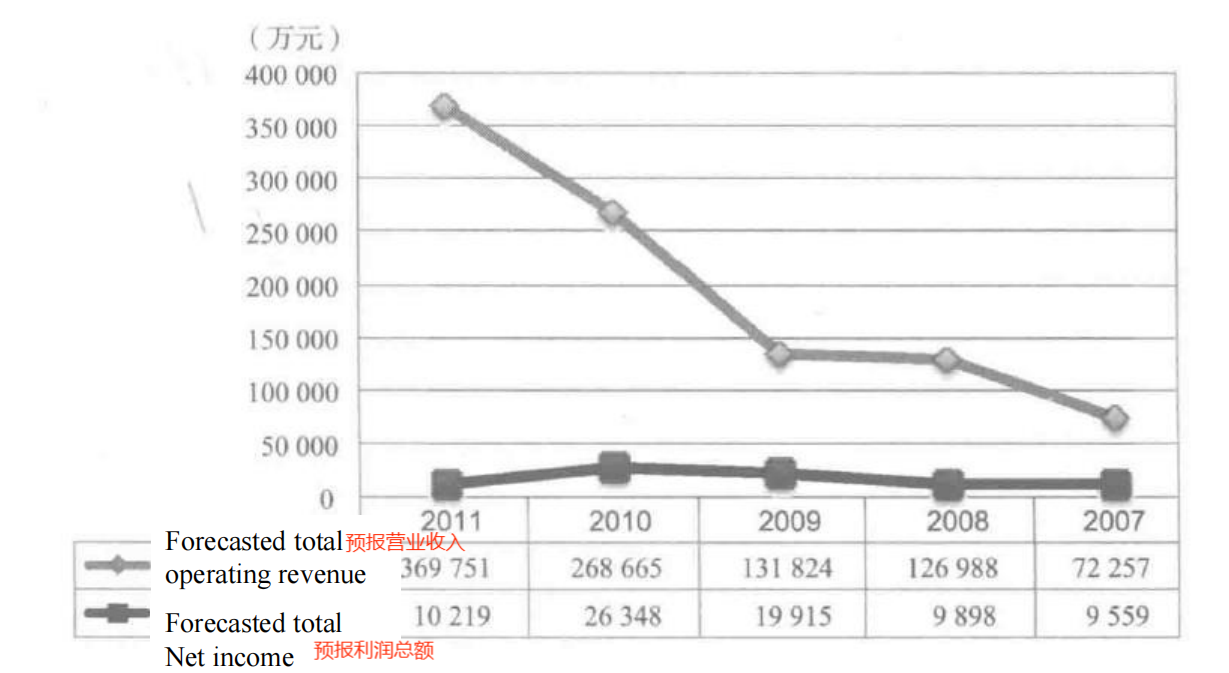 （万元）
400 000
350 000
300 000
250 000
200 000
150 000
100 000
50 000
0
2011 2010 2009 2008 2007
Forecasted total 预报营业收入
operating revenue 369 751 268 665 131 824 126 988 72 257
Forecasted total 10 219 26 348 19 915 9 898 9 559
Net income 预报利润总额